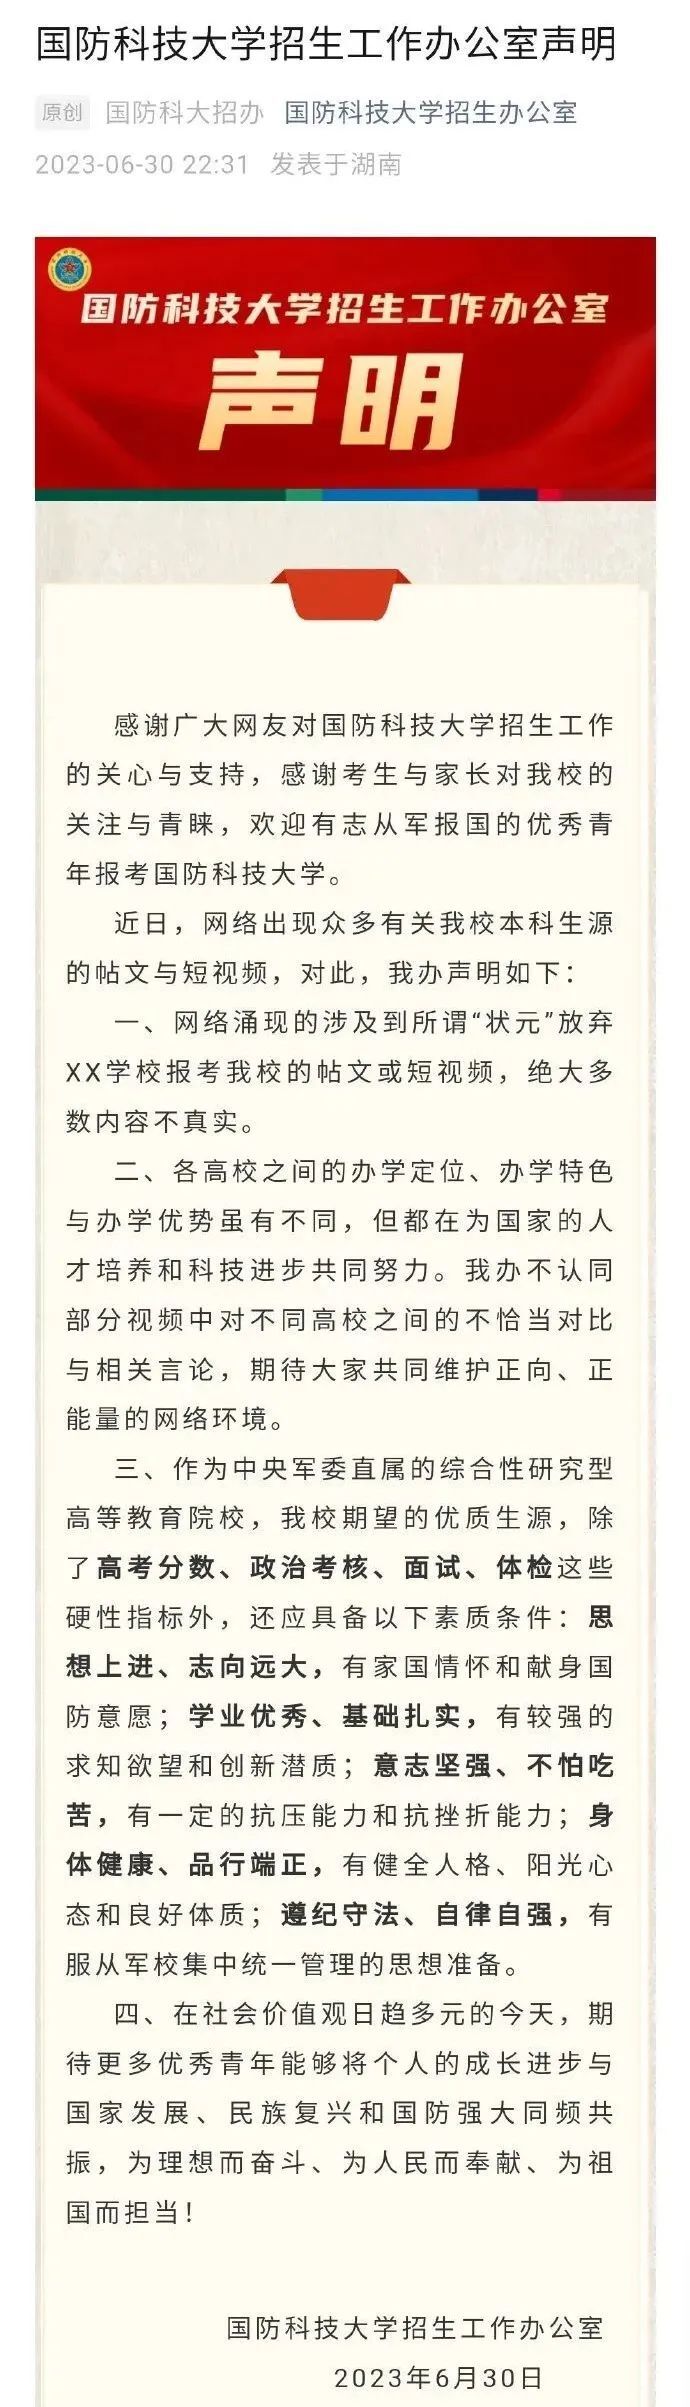 国防科技大学招生工作办公室声明
原创 国防科大招办 国防科技大学招生办公室
2023-06-30 22:31 发表于湖南
国防科技大学招生工作办公室
声明
感谢广大网友对国防科技大学招生工作
的关心与支持，感谢考生与家长对我校的
关注与青睐，欢迎有志从军报国的优秀青
年报考国防科技大学。
近日，网络出现众多有关我校本科生源
的帖文与短视频，对此，我办声明如下：
一、网络涌现的涉及到所谓“状元”放弃
XX学校报考我校的帖文或短视频，绝大多
数内容不真实。
二、各高校之间的办学定位、办学特色
与办学优势虽有不同，但都在为国家的人
才培养和科技进步共同努力。我办不认同
部分视频中对不同高校之间的不恰当对比
与相关言论，期待大家共同维护正向、正
能量的网络环境。
三、作为中央军委直属的综合性研究型
高等教育院校，我校期望的优质生源，除
了高考分数、政治考核、面试、体检这些
硬性指标外，还应具备以下素质条件：思
想上进、志向远大，有家国情怀和献身国
防意愿；学业优秀、基础扎实，有较强的
求知欲望和创新潜质；意志坚强、不怕吃
苦，有一定的抗压能力和抗挫折能力；身
体健康、品行端正，有健全人格、阳光心
态和良好体质；遵纪守法、自律自强，有
服从军校集中统一管理的思想准备。
四、在社会价值观日趋多元的今天，期
待更多优秀青年能够将个人的成长进步与
国家发展、民族复兴和国防强大同频共
振，为理想而奋斗、为人民而奉献、为祖
国而担当！
国防科技大学招生工作办公室
2023年6月30日